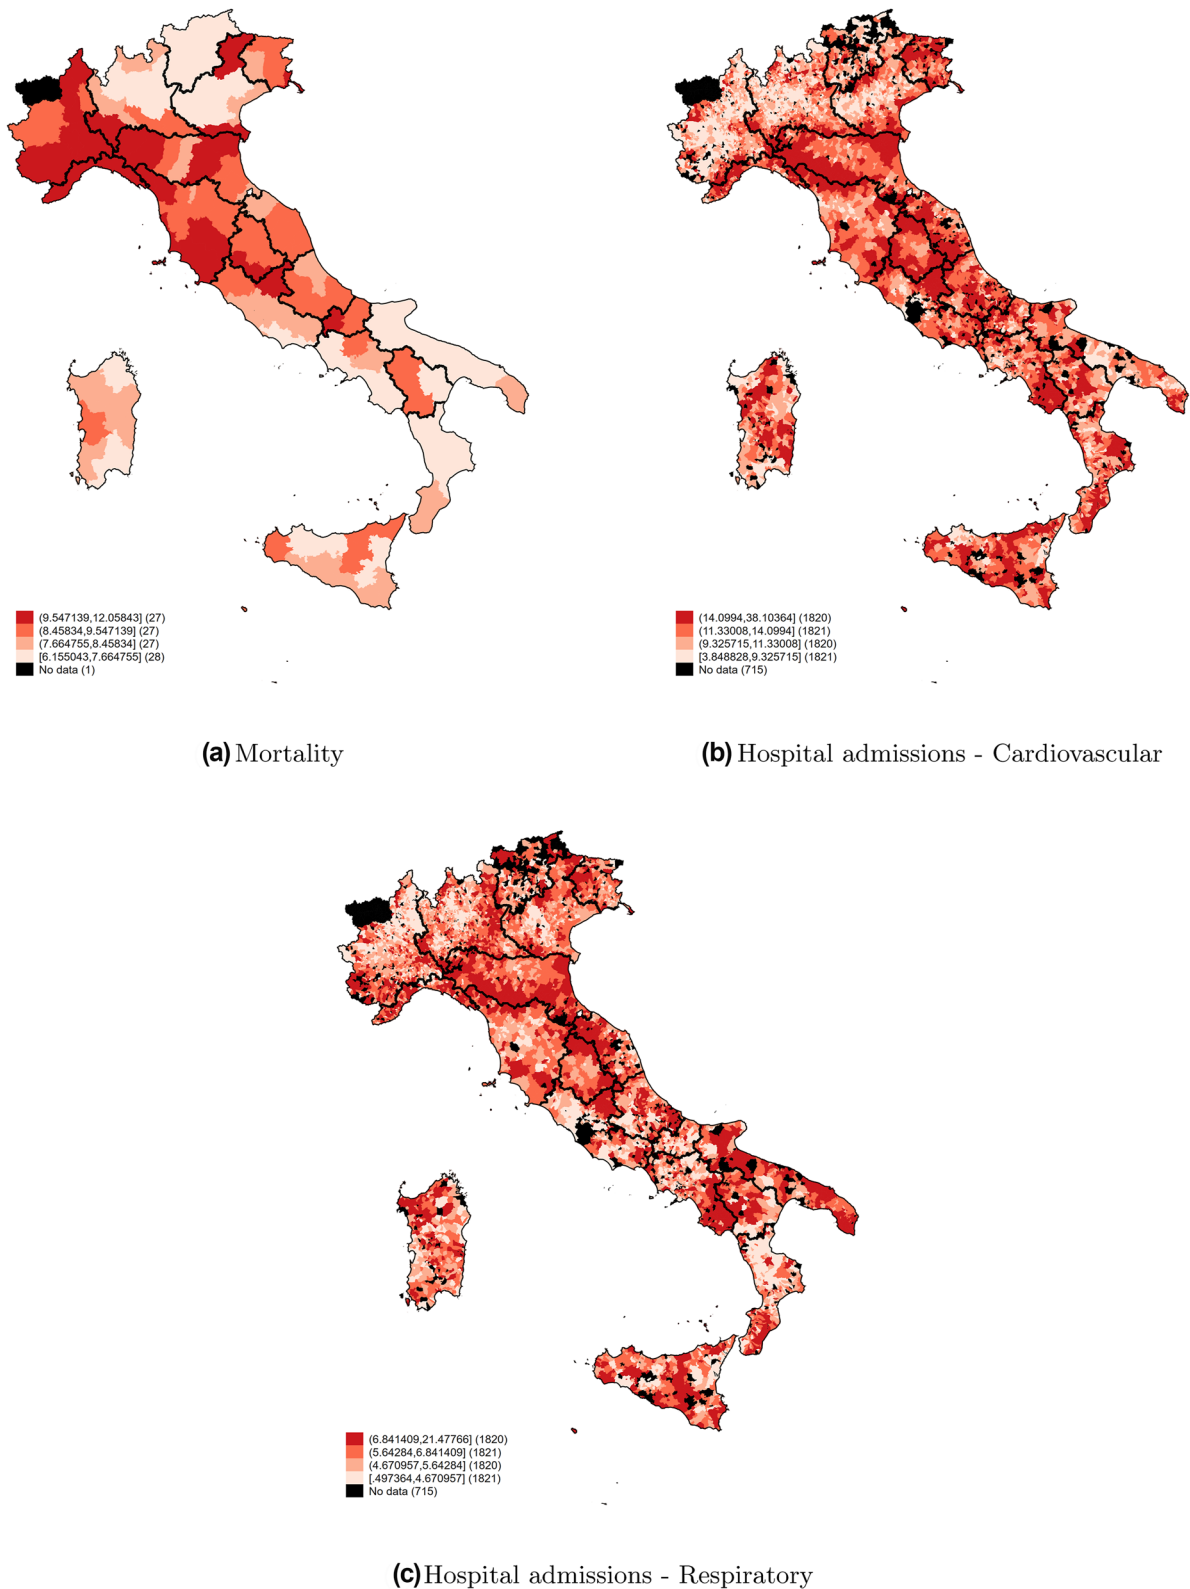 (9.547139,12.05843] (27)
(8.45834,9.547139] (27)
(7.664755,8.45834] (27)
[6.155043,7.664755] (28)
No data (1)
(14.0994,38.10364] (1820)
(11.33008,14.0994] (1821)
(9.325715,11.33008] (1820)
[3.848828,9.325715] (1821)
No data (715)
(a) Mortality
(b) Hospital admissions - Cardiovascular
(6.841409,21.47766] (1820)
(5.64284,6.841409] (1821)
(4.670957,5.64284] (1820)
[.497364,4.670957] (1821)
No data (715)
(c) Hospital admissions - Respiratory